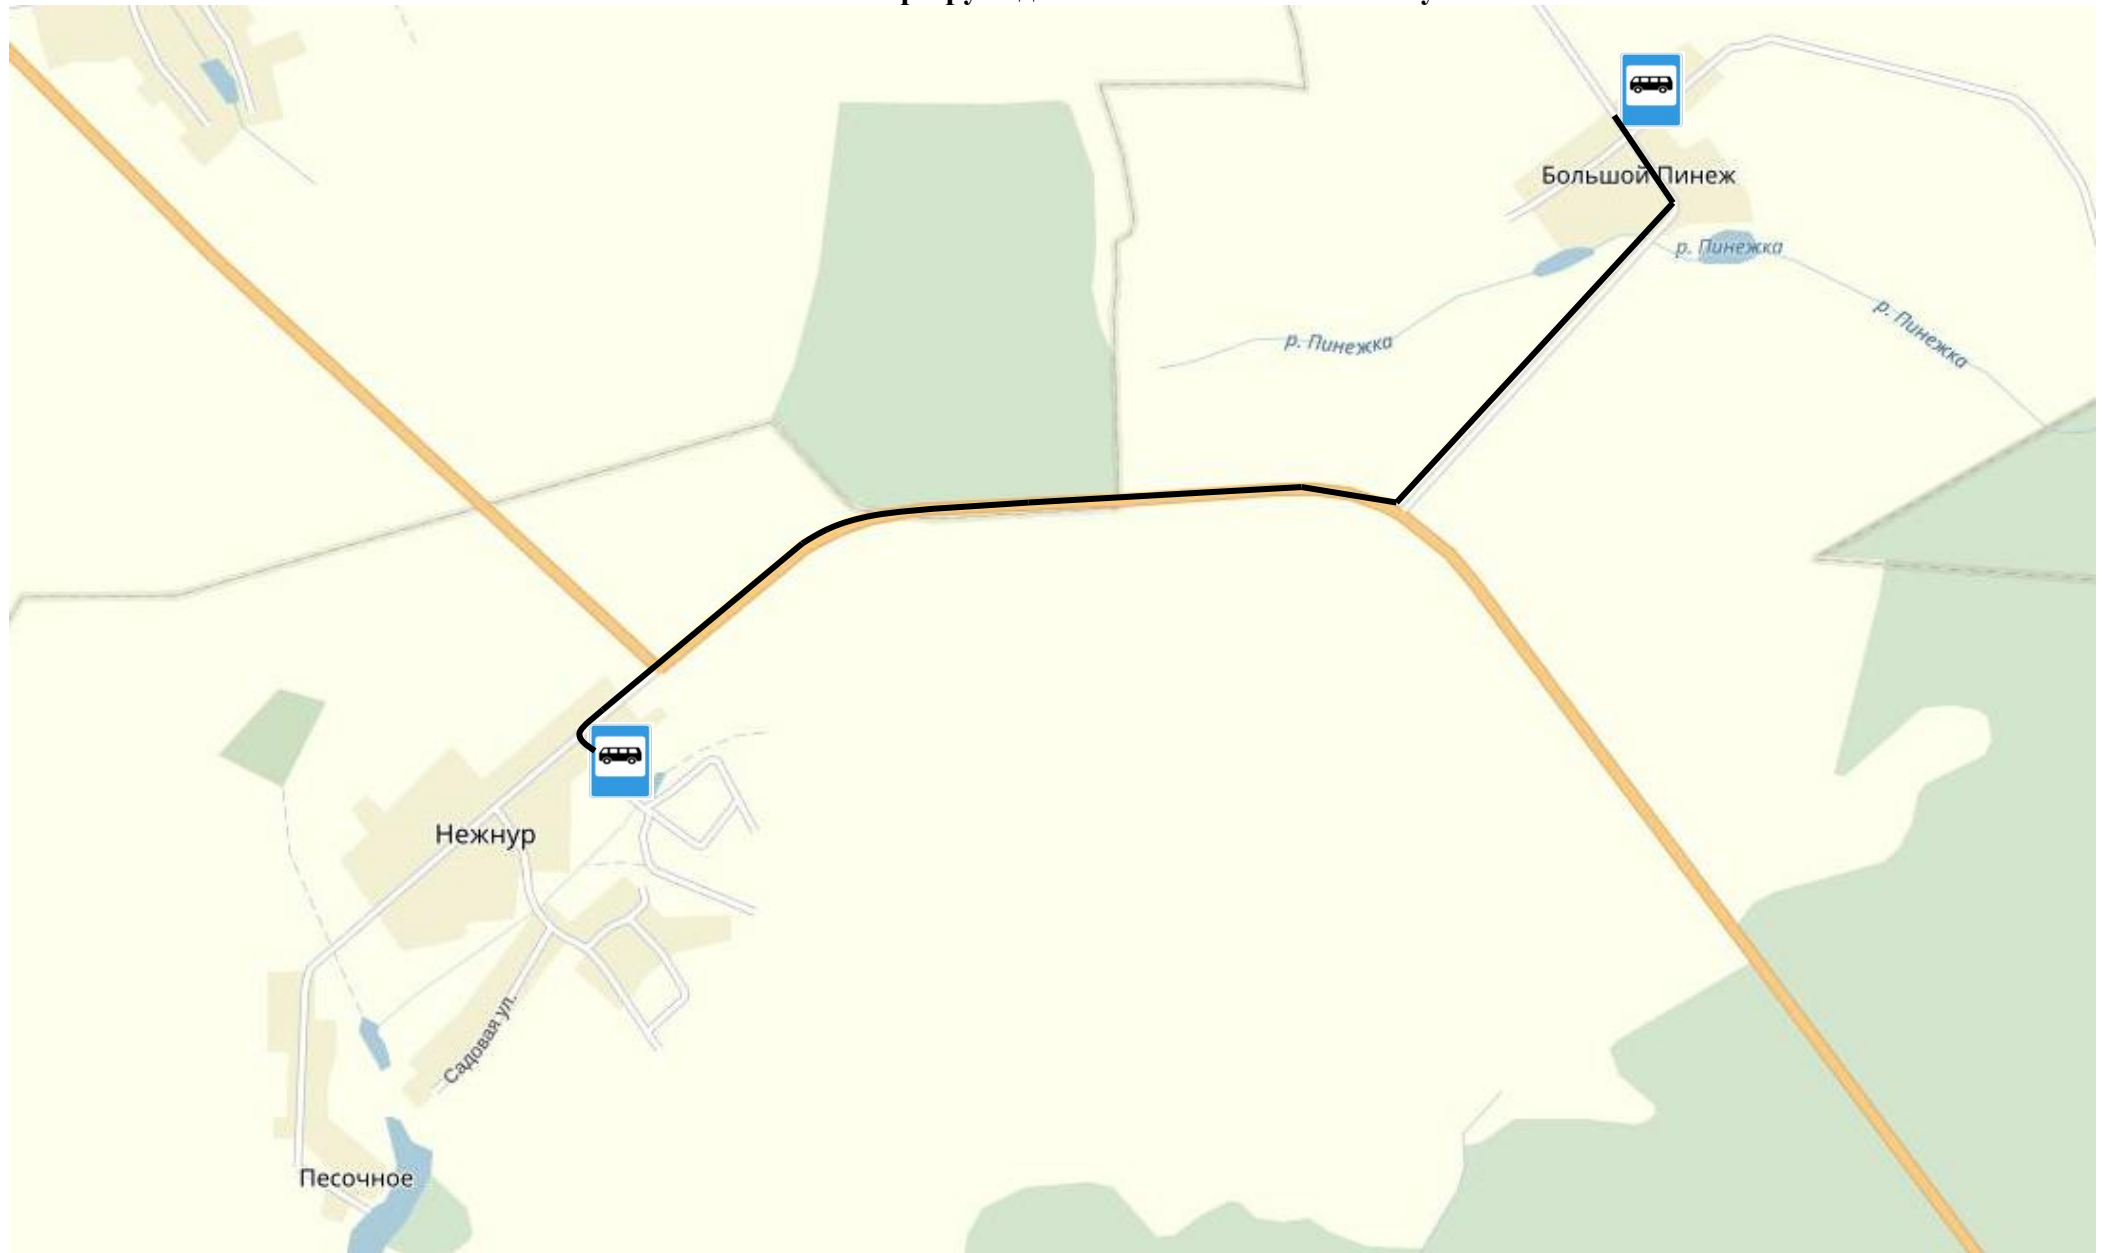 Большой Пинеж
р. Пинежка
р. Пинежка
р. Пинежка
Нежнур
Садовая ул.
Песочное